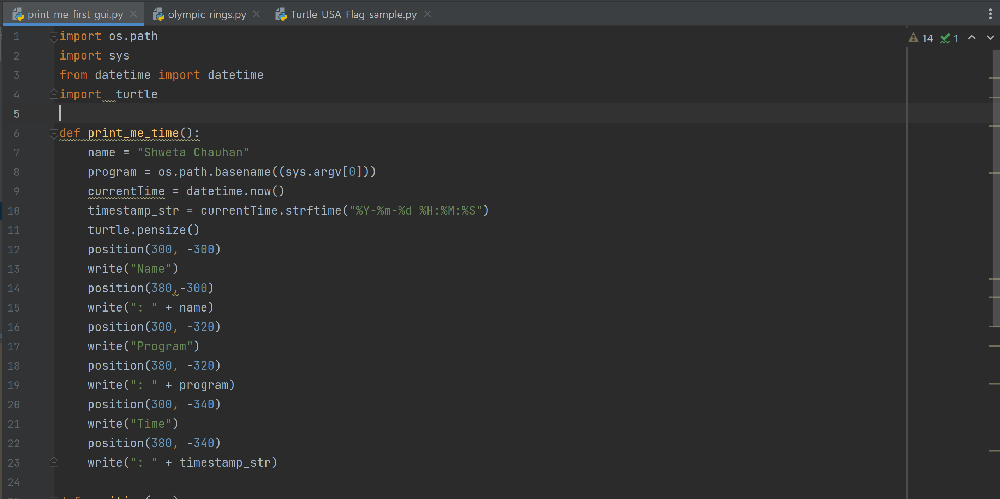 print_me_first_gui.py olympic_rings.py Turtle_USA_Flag_sample.py
14 1
1 import os.path
2 import sys
3 from datetime import datetime
4 import  turtle
5
6 def print_me_time():
7     name = "Shweta Chauhan"
8     program = os.path.basename((sys.argv[0]))
9     currentTime = datetime.now()
10     timestamp_str = currentTime.strftime("%Y-%m-%d %H:%M:%S")
11     turtle.pensize()
12     position(300, -300)
13     write("Name")
14     position(380,-300)
15     write(": " + name)
16     position(300, -320)
17     write("Program")
18     position(380, -320)
19     write(": " + program)
20     position(300, -340)
21     write("Time")
22     position(380, -340)
23     write(": " + timestamp_str)
24